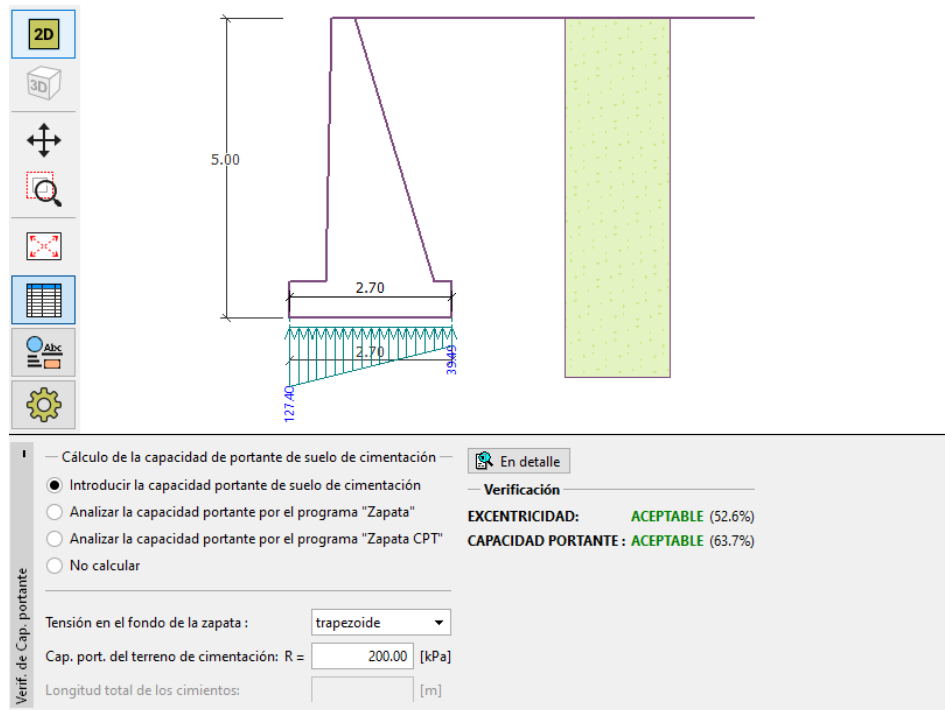 2D
3D
5.00
2.70
2.70
127.40
39.49
Abc
Verif. de Cap. portante
Cálculo de la capacidad de portante de suelo de cimentación
Introducir la capacidad portante de suelo de cimentación
Analizar la capacidad portante por el programa "Zapata"
Analizar la capacidad portante por el programa "Zapata CPT"
No calcular
Tensión en el fondo de la zapata : trapezoide
Cap. port. del terreno de cimentación: R = 200.00 [kPa]
Longitud total de los cimientos: [m]
En detalle
Verificación
EXCENTRICIDAD: ACEPTABLE (52.6%)
CAPACIDAD PORTANTE : ACEPTABLE (63.7%)